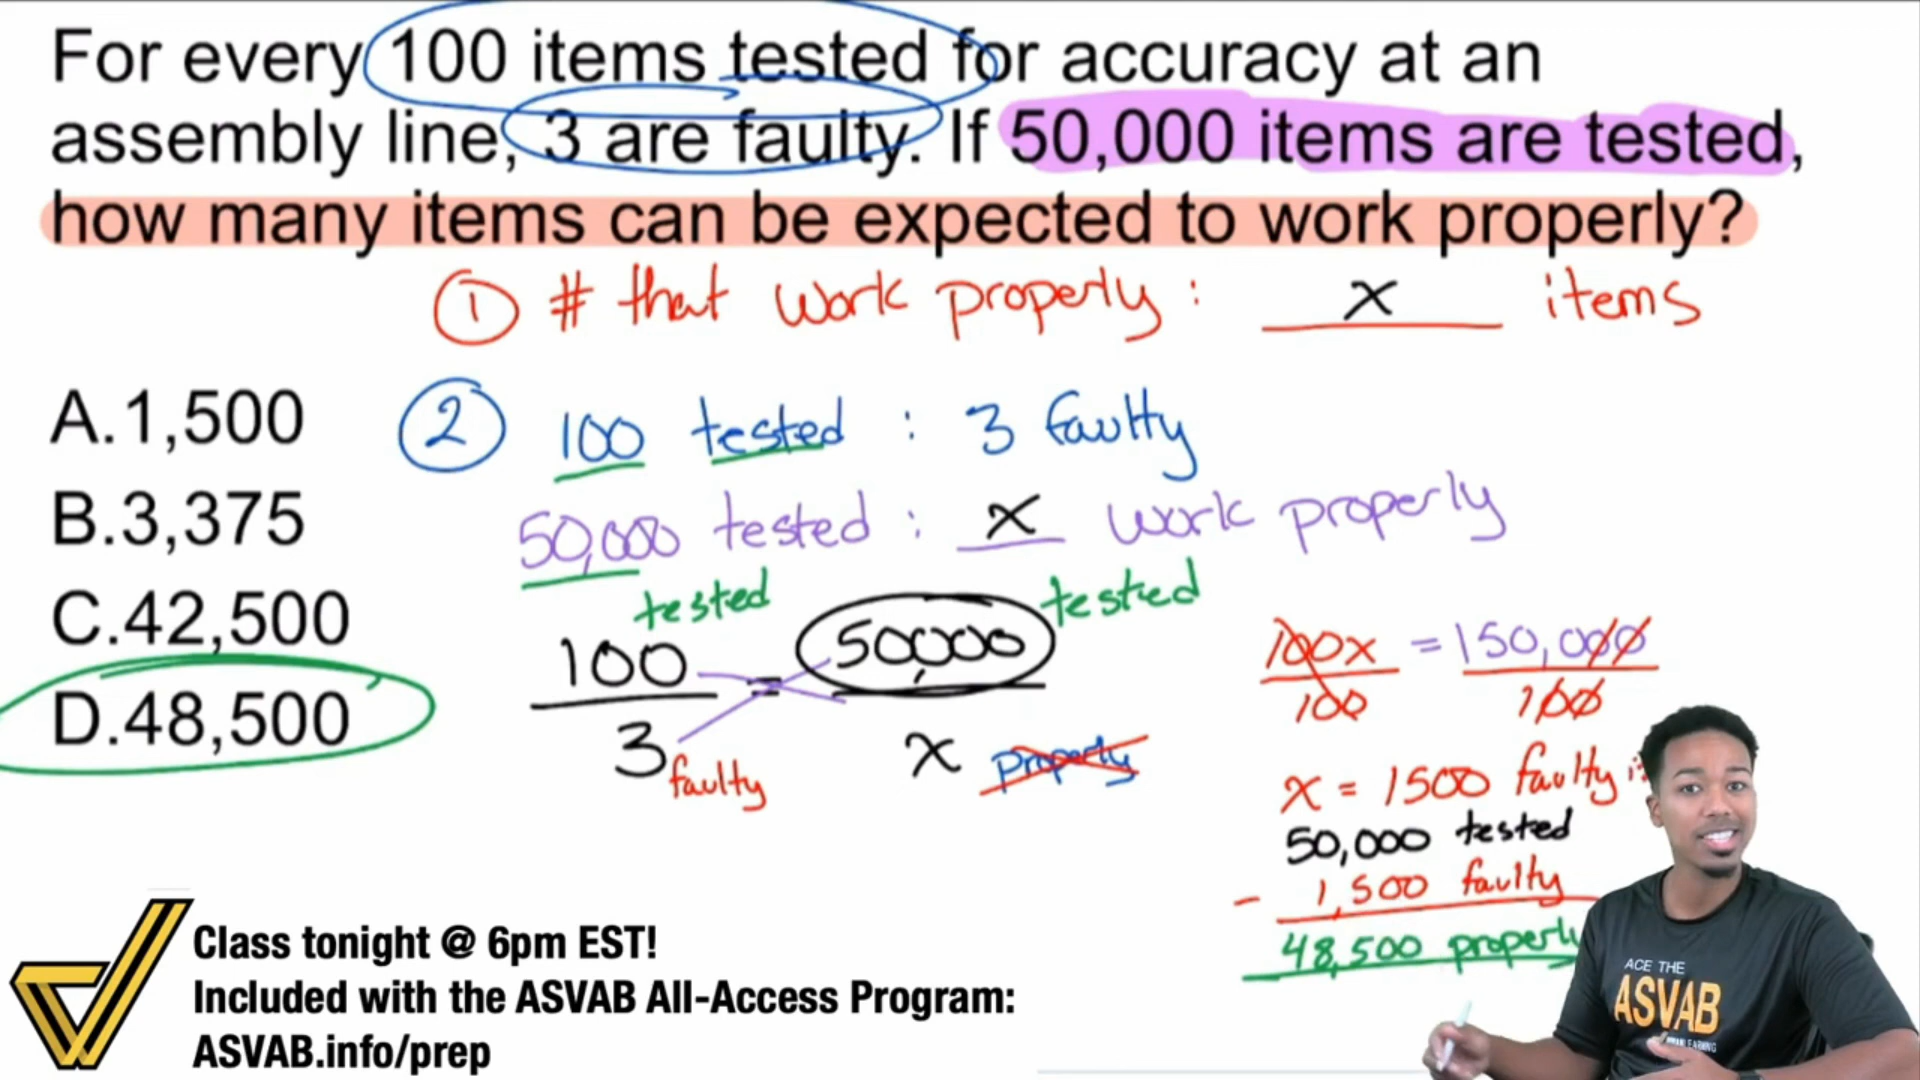 For every 100 items tested for accuracy at an
assembly line, 3 are faulty. If 50,000 items are tested,
how many items can be expected to work properly?
① # that work properly: x items
A.1,500
B.3,375
C.42,500
D.48,500
② 100 tested : 3 faulty
50,000 tested : x work properly
tested tested
100 = 50,000
3 faulty x properly
100x = 150,000
100 100
x = 1500 faulty
50,000 tested
- 1,500 faulty
48,500 properly
Class tonight @ 6pm EST!
Included with the ASVAB All-Access Program:
ASVAB.info/prep
ACE THE
ASVAB